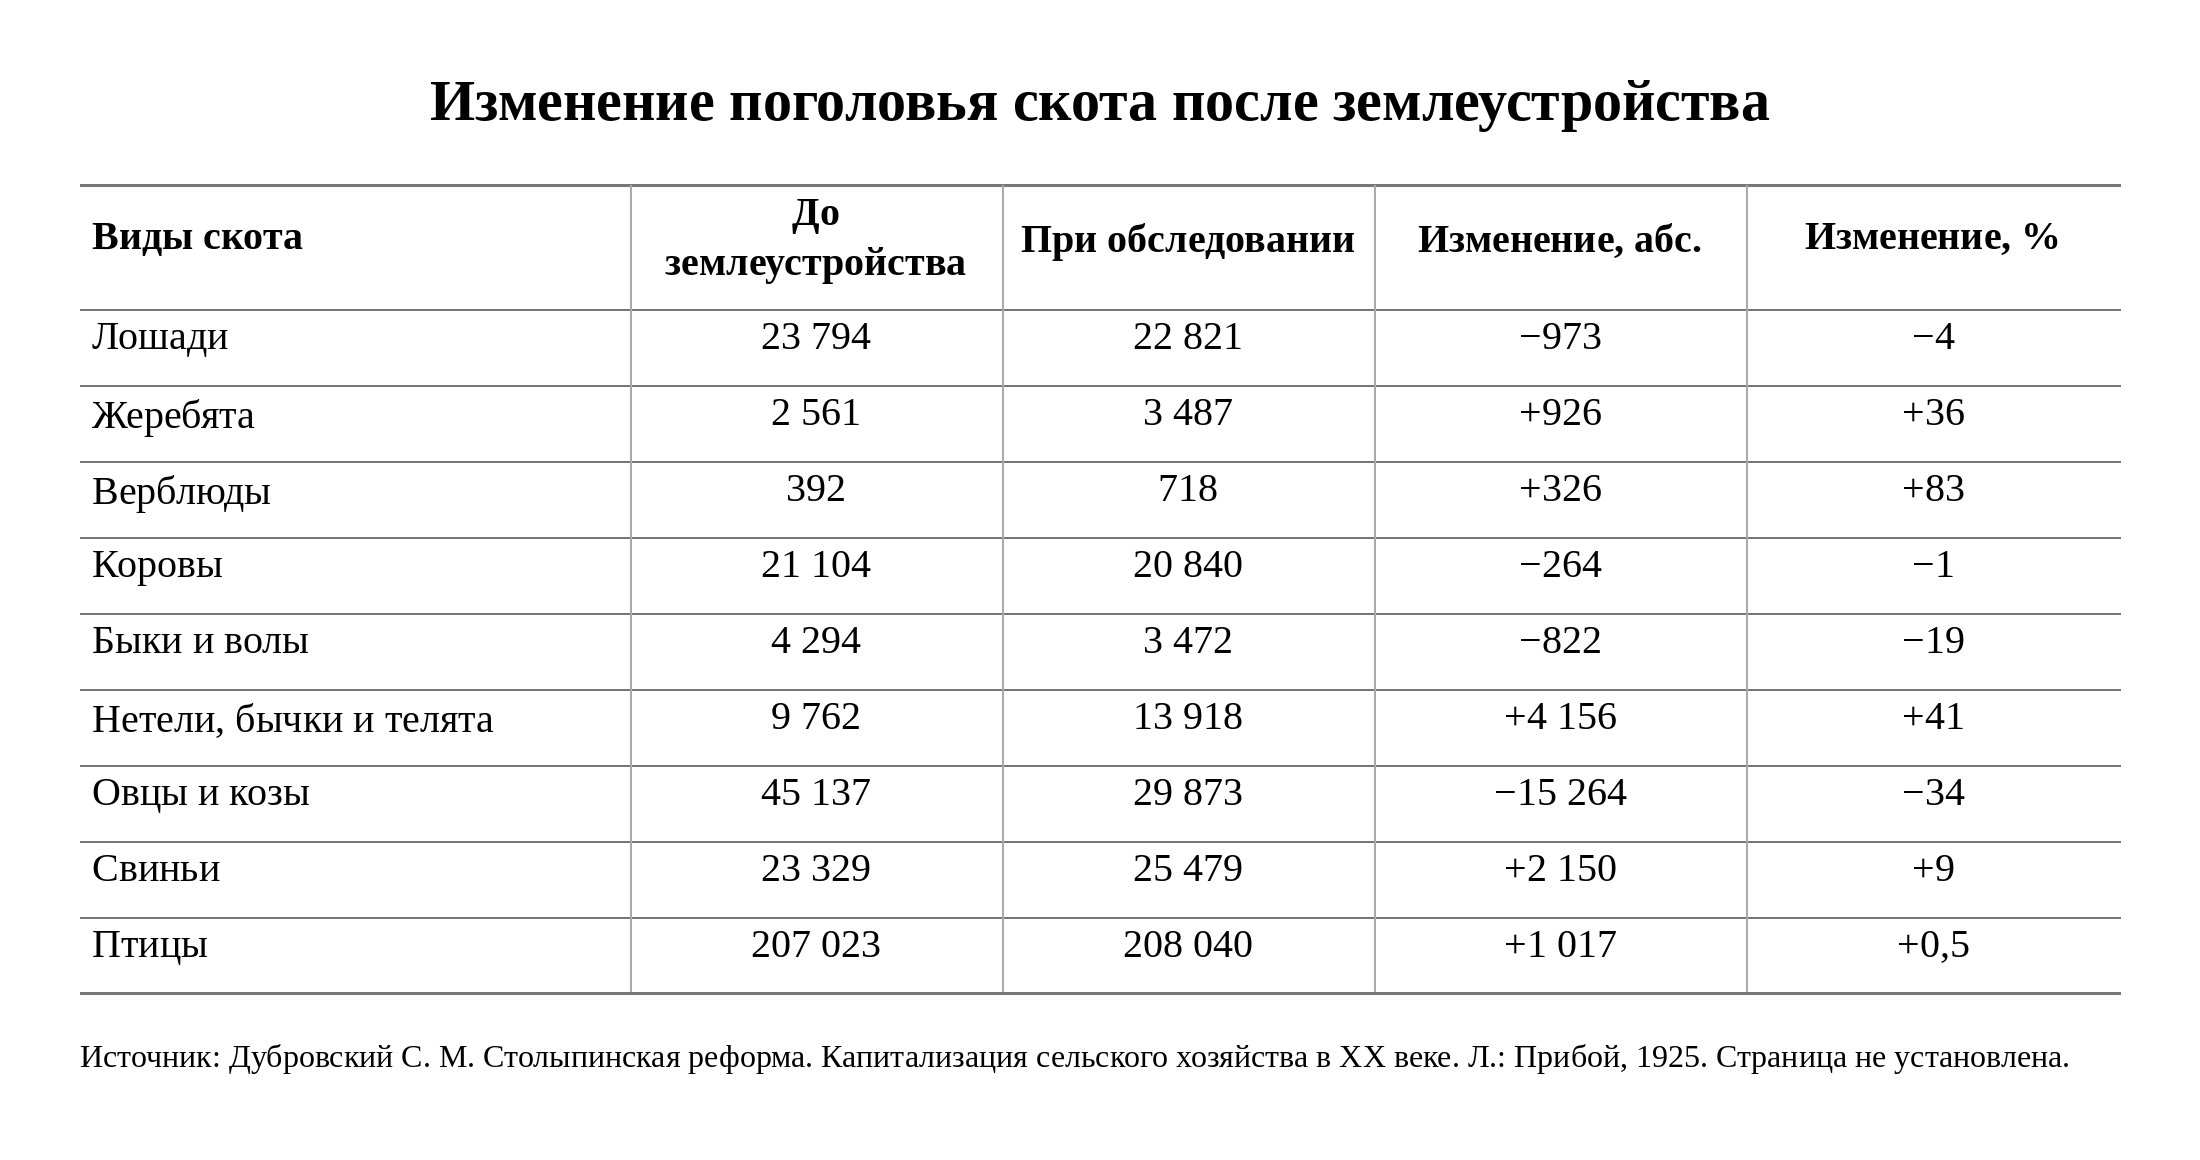 Изменение поголовья скота после землеустройства
Виды скота До землеустройства При обследовании Изменение, абс. Изменение, %
Лошади 23 794 22 821 −973 −4
Жеребята 2 561 3 487 +926 +36
Верблюды 392 718 +326 +83
Коровы 21 104 20 840 −264 −1
Быки и волы 4 294 3 472 −822 −19
Нетели, бычки и телята 9 762 13 918 +4 156 +41
Овцы и козы 45 137 29 873 −15 264 −34
Свиньи 23 329 25 479 +2 150 +9
Птицы 207 023 208 040 +1 017 +0,5
Источник: Дубровский С. М. Столыпинская реформа. Капитализация сельского хозяйства в XX веке. Л.: Прибой, 1925. Страница не установлена.